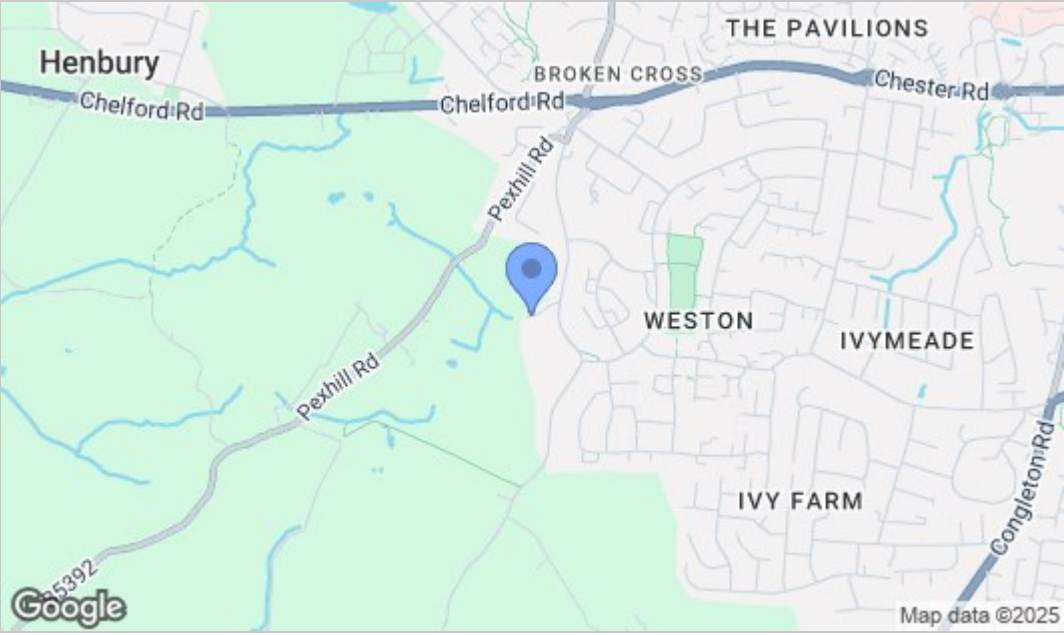 THE PAVILIONS
Henbury
BROKEN CROSS
Chelford Rd
Chelford Rd
Chester Rd
Pexhill Rd
WESTON
IVYMEADE
Pexhill Rd
IVY FARM
Congleton Rd
B5392
Google
Map data ©2025